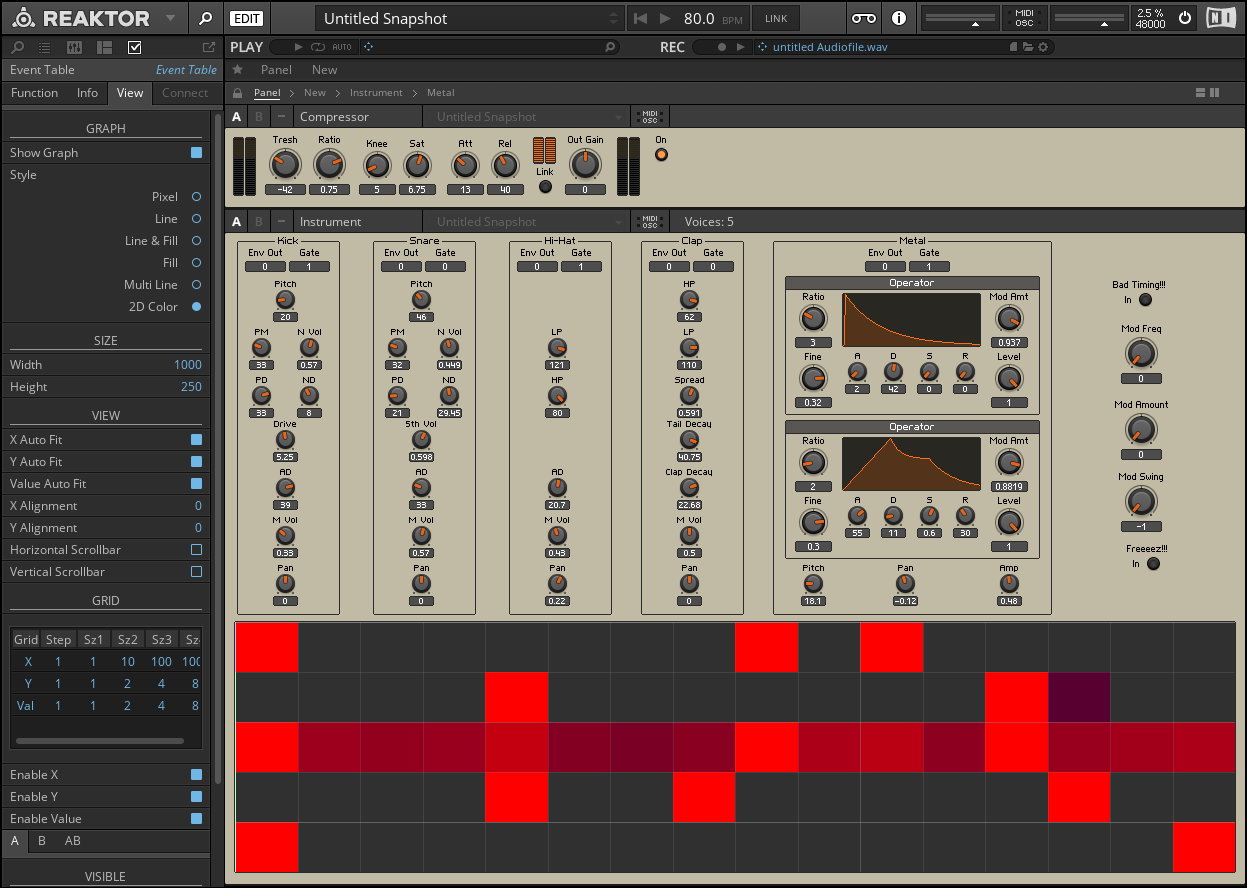 REAKTOR EDIT Untitled Snapshot 80.0 BPM LINK MIDI OSC 2.5 % 48000 NI
PLAY AUTO REC untitled Audiofile.wav
Event Table Event Table
Function Info View Connect
GRAPH
Show Graph
Style
Pixel
Line
Line & Fill
Fill
Multi Line
2D Color
SIZE
Width 1000
Height 250
VIEW
X Auto Fit
Y Auto Fit
Value Auto Fit
X Alignment 0
Y Alignment 0
Horizontal Scrollbar
Vertical Scrollbar
GRID
Grid Step Sz1 Sz2 Sz3 Sz4
X 1 1 10 100 100
Y 1 1 2 4 8
Val 1 1 2 4 8
Enable X
Enable Y
Enable Value
A B AB
VISIBLE
Panel New
Panel > New > Instrument > Metal
A B – Compressor Untitled Snapshot MIDI OSC
Tresh Ratio Knee Sat Att Rel Link Out Gain On
-42 0.75 5 6.75 13 40 0
A B – Instrument Untitled Snapshot MIDI OSC Voices: 5
Kick
Env Out Gate
0 1
Pitch
20
PM N Vol
33 0.57
PD ND
33 8
Drive
5.25
AD
39
M Vol
0.33
Pan
0
Snare
Env Out Gate
0 0
Pitch
46
PM N Vol
32 0.449
PD ND
21 29.45
5th Vol
0.598
AD
33
M Vol
0.57
Pan
0
Hi-Hat
Env Out Gate
0 1
LP
121
HP
80
AD
20.7
M Vol
0.43
Pan
0.22
Clap
Env Out Gate
0 0
HP
62
LP
110
Spread
0.591
Tail Decay
40.75
Clap Decay
22.68
M Vol
0.5
Pan
0
Metal
Env Out Gate
0 1
Operator
Ratio Mod Amt
3 0.937
Fine A D S R Level
2 42 0 0
0.32 1
Operator
Ratio Mod Amt
2 0.8819
Fine A D S R Level
55 11 0.6 30
0.3 1
Pitch Pan Amp
18.1 -0.12 0.48
Bad Timing!!!
In
Mod Freq
0
Mod Amount
0
Mod Swing
-1
Freeeez!!!
In